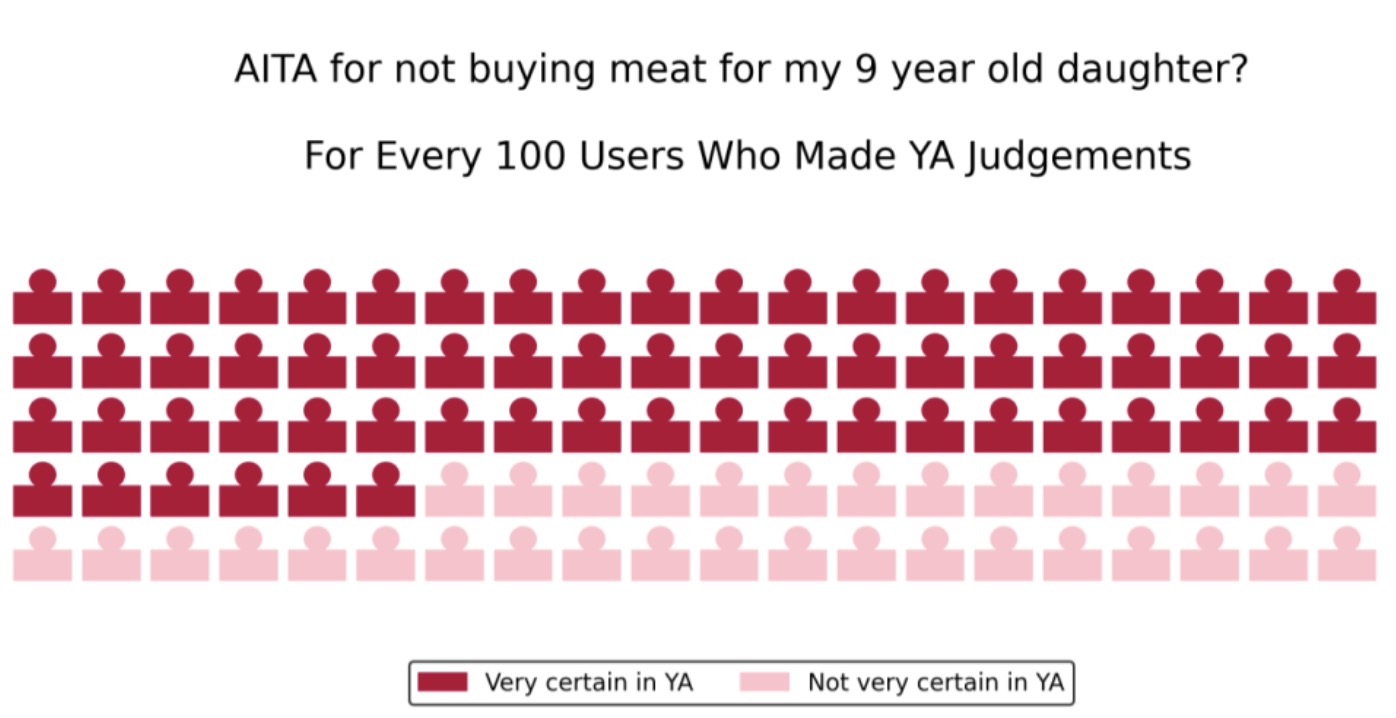 AITA for not buying meat for my 9 year old daughter?
For Every 100 Users Who Made YA Judgements
Very certain in YA
Not very certain in YA